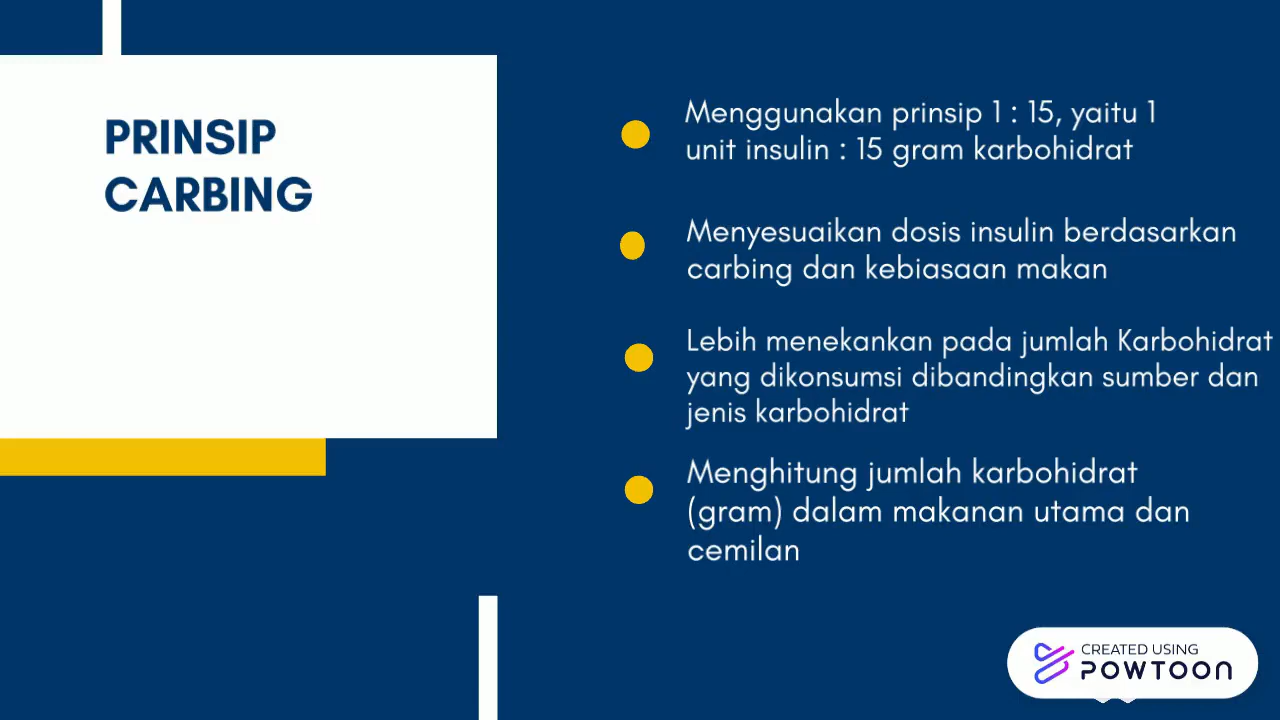 PRINSIP
CARBING
Menggunakan prinsip 1 : 15, yaitu 1
unit insulin : 15 gram karbohidrat
Menyesuaikan dosis insulin berdasarkan
carbing dan kebiasaan makan
Lebih menekankan pada jumlah Karbohidrat
yang dikonsumsi dibandingkan sumber dan
jenis karbohidrat
Menghitung jumlah karbohidrat
(gram) dalam makanan utama dan
cemilan
CREATED USING
POWTOON